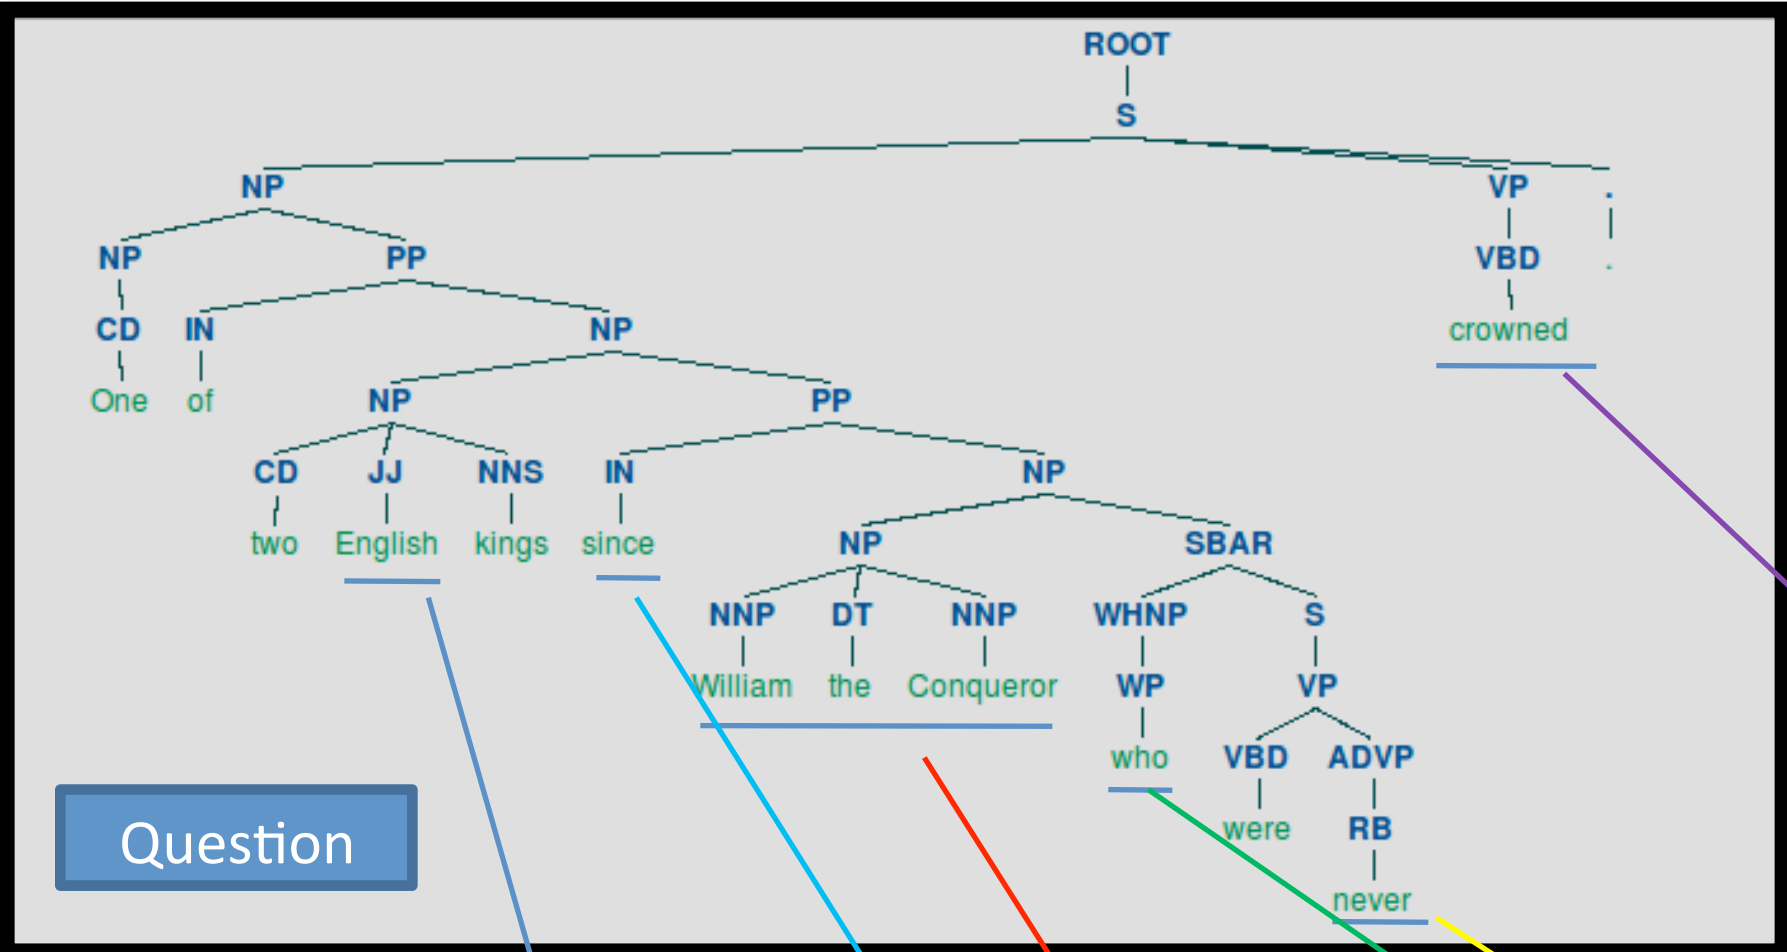 ROOT
S
NP VP .
NP PP VBD .
CD IN NP crowned
One of NP PP
CD JJ NNS IN NP
two English kings since NP SBAR
NNP DT NNP WHNP S
William the Conqueror WP VP
who VBD ADVP
Question were RB
never